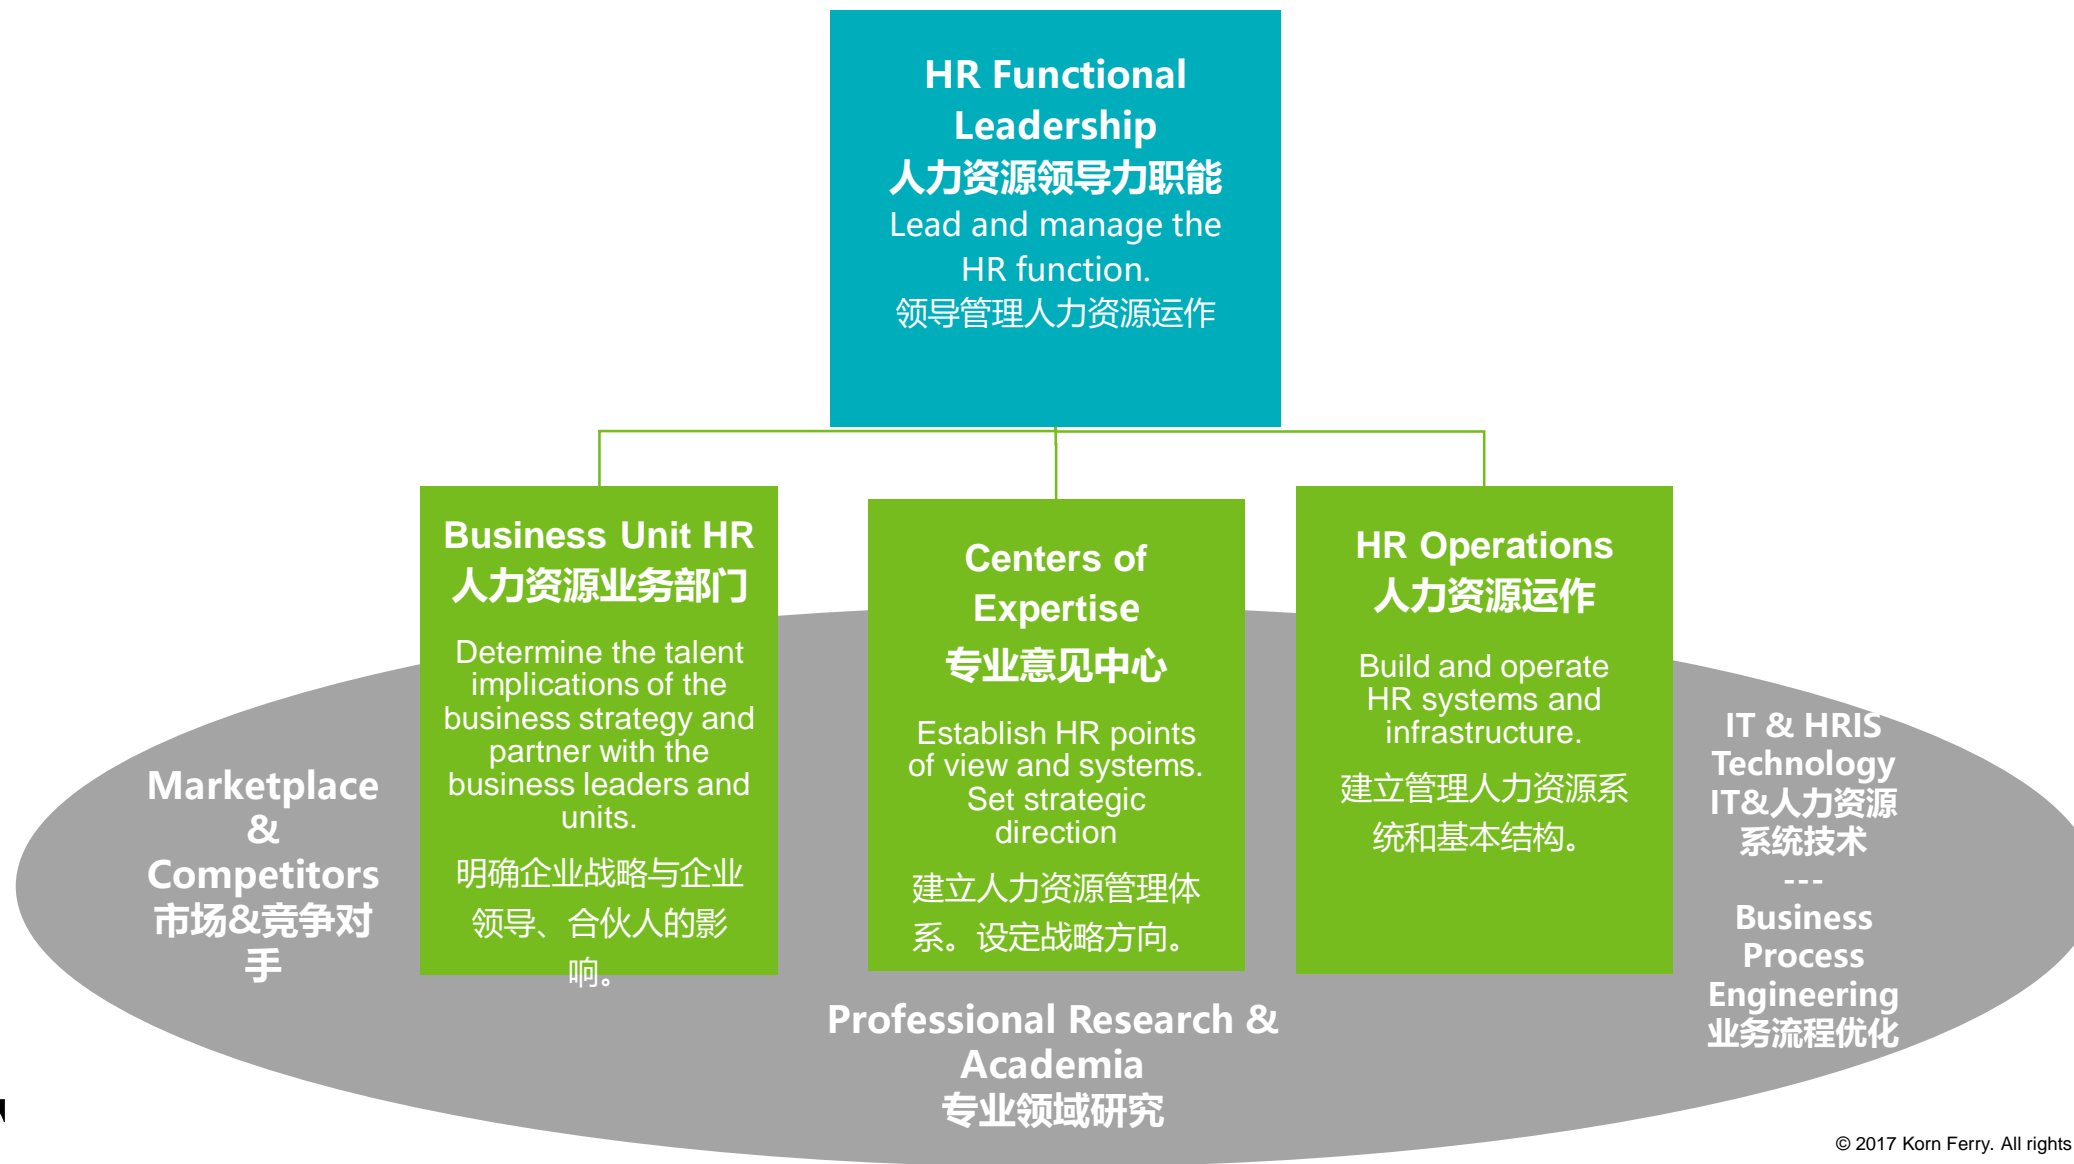 HR Functional
Leadership
人力资源领导力职能
Lead and manage the
HR function.
领导管理人力资源运作
Business Unit HR
人力资源业务部门
Determine the talent
implications of the
business strategy and
partner with the
business leaders and
units.
明确企业战略与企业
领导、合伙人的影
响。
Centers of
Expertise
专业意见中心
Establish HR points
of view and systems.
Set strategic
direction
建立人力资源管理体
系。设定战略方向。
HR Operations
人力资源运作
Build and operate
HR systems and
infrastructure.
建立管理人力资源系
统和基本结构。
Marketplace
&
Competitors
市场&竞争对
手
Professional Research &
Academia
专业领域研究
IT & HRIS
Technology
IT&人力资源
系统技术
---
Business
Process
Engineering
业务流程优化
© 2017 Korn Ferry. All rights